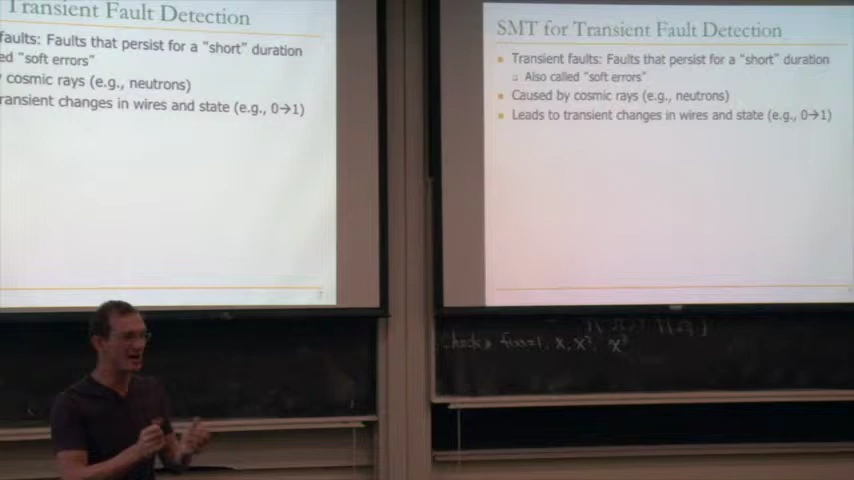 Transient Fault Detection
faults: Faults that persist for a "short" duration
ed "soft errors"
cosmic rays (e.g., neutrons)
ransient changes in wires and state (e.g., 0→1)
SMT for Transient Fault Detection
Transient faults: Faults that persist for a "short" duration
Also called "soft errors"
Caused by cosmic rays (e.g., neutrons)
Leads to transient changes in wires and state (e.g., 0→1)
x, x², x³